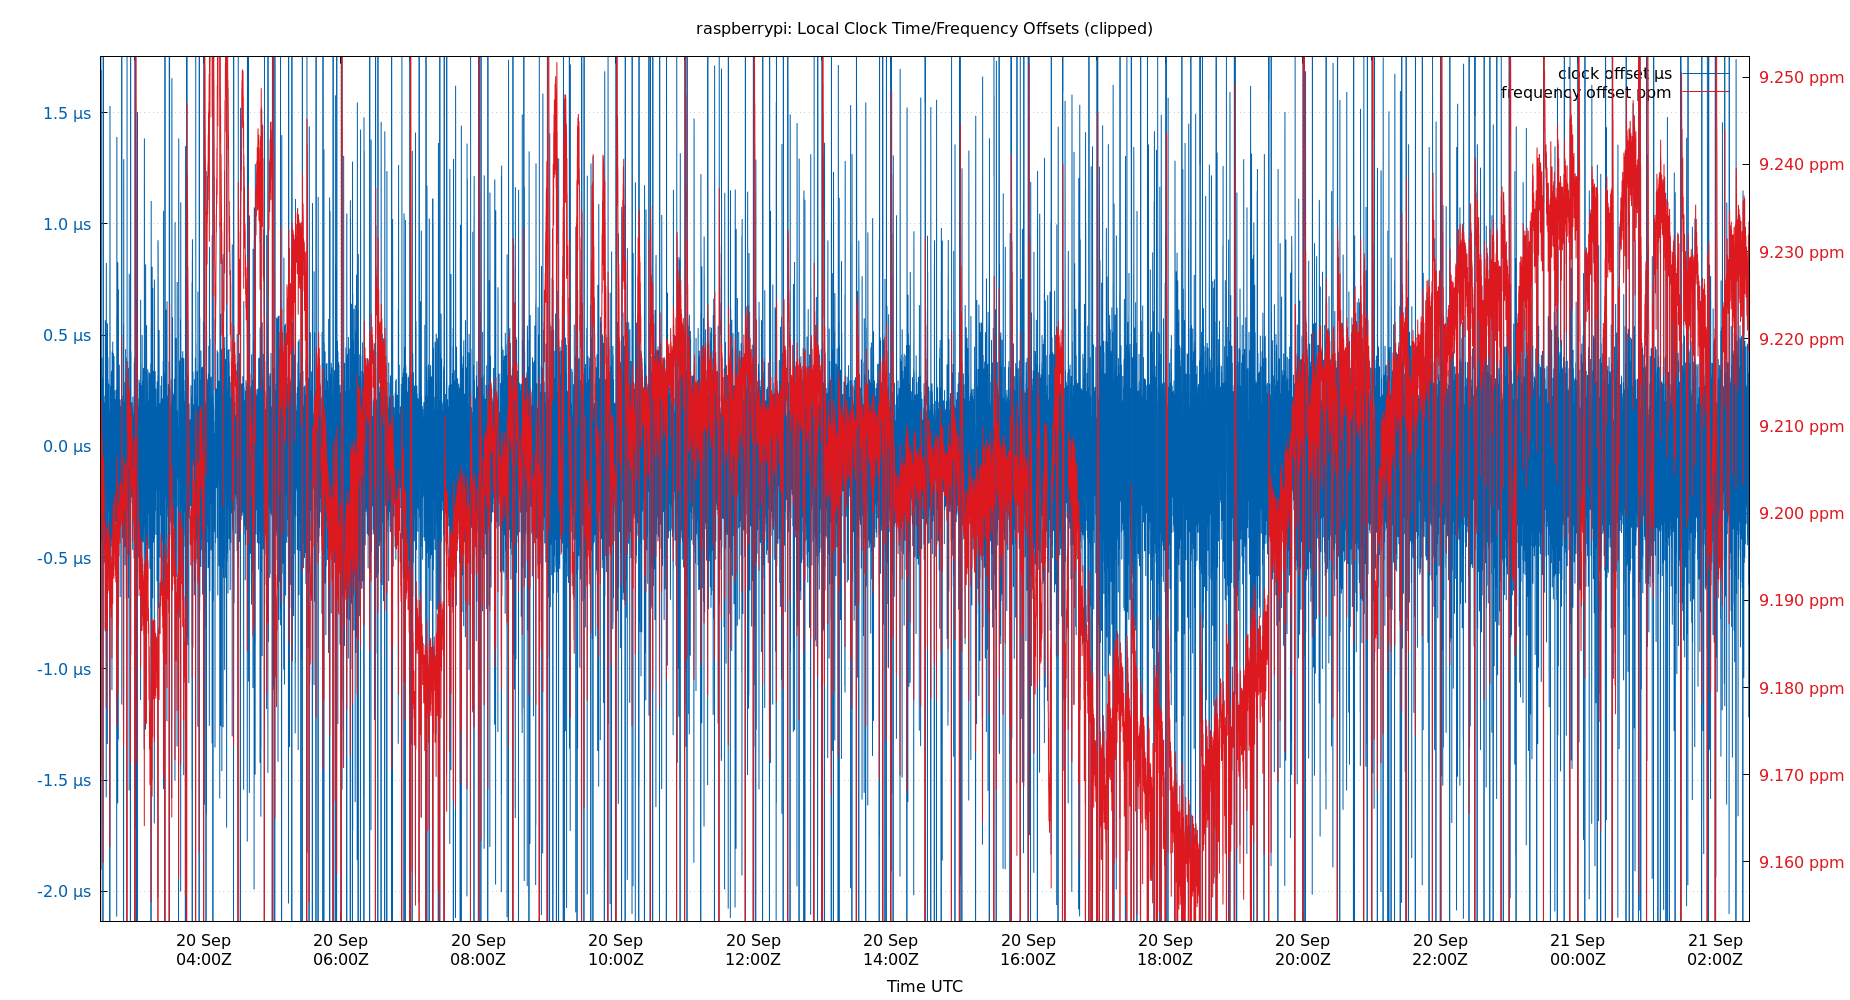 raspberrypi: Local Clock Time/Frequency Offsets (clipped)
clock offset µs
frequency offset ppm
1.5 µs
1.0 µs
0.5 µs
0.0 µs
-0.5 µs
-1.0 µs
-1.5 µs
-2.0 µs
9.250 ppm
9.240 ppm
9.230 ppm
9.220 ppm
9.210 ppm
9.200 ppm
9.190 ppm
9.180 ppm
9.170 ppm
9.160 ppm
20 Sep 20 Sep 20 Sep 20 Sep 20 Sep 20 Sep 20 Sep 20 Sep 20 Sep 20 Sep 21 Sep 21 Sep
04:00Z 06:00Z 08:00Z 10:00Z 12:00Z 14:00Z 16:00Z 18:00Z 20:00Z 22:00Z 00:00Z 02:00Z
Time UTC